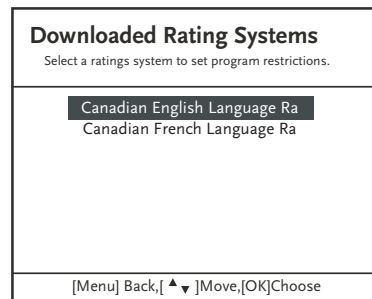 Downloaded Rating Systems
Select a ratings system to set program restrictions.
Canadian English Language Ra
Canadian French Language Ra
[Menu] Back,[ ▲▼ ]Move,[OK]Choose